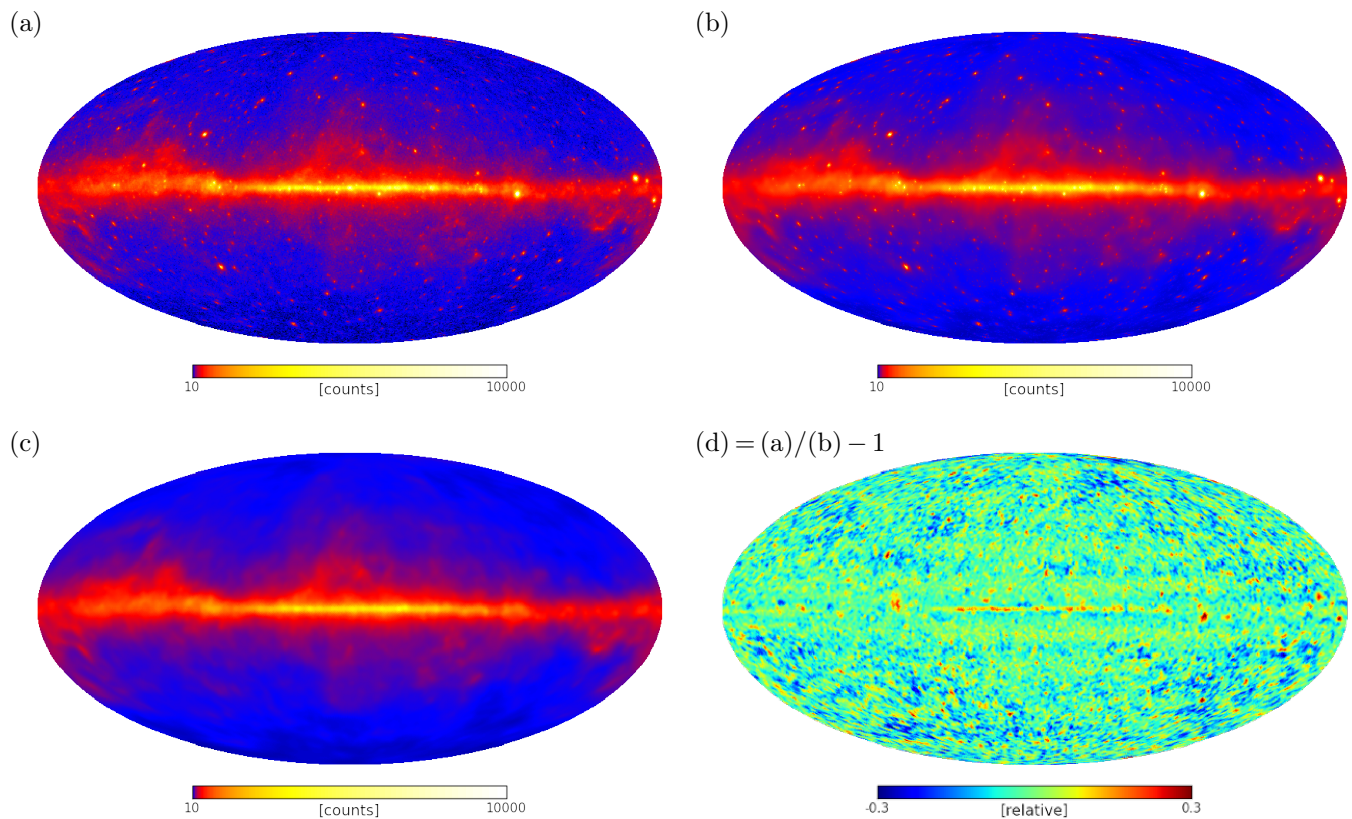 (a)
(b)
10 [counts] 10000
10 [counts] 10000
(c)
(d) = (a)/(b) − 1
10 [counts] 10000
-0.3 [relative] 0.3